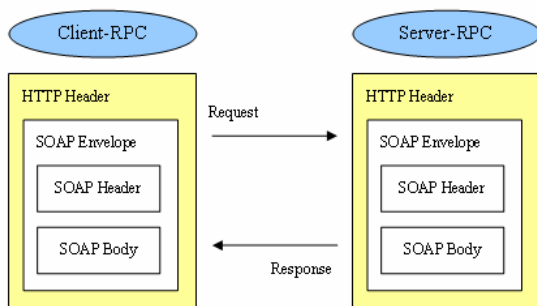 Client-RPC
Server-RPC
HTTP Header
SOAP Envelope
SOAP Header
SOAP Body
Request
Response
HTTP Header
SOAP Envelope
SOAP Header
SOAP Body